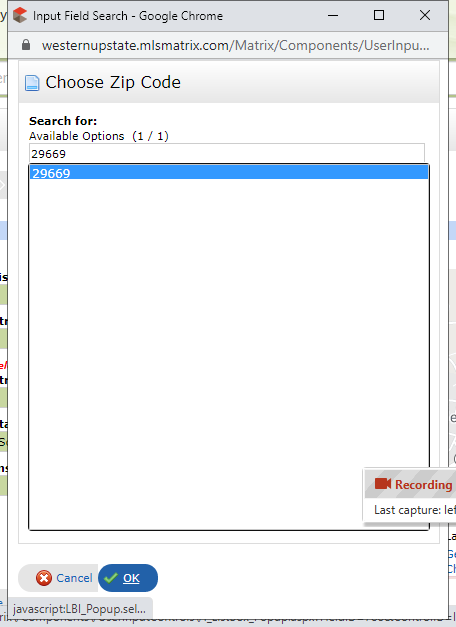 Input Field Search - Google Chrome
westernupstate.mlsmatrix.com/Matrix/Components/UserInpu...
Choose Zip Code
Search for:
Available Options (1 / 1)
29669
29669
Recording
Last capture: lef
Cancel
OK
javascript:LBI_Popup.sel...